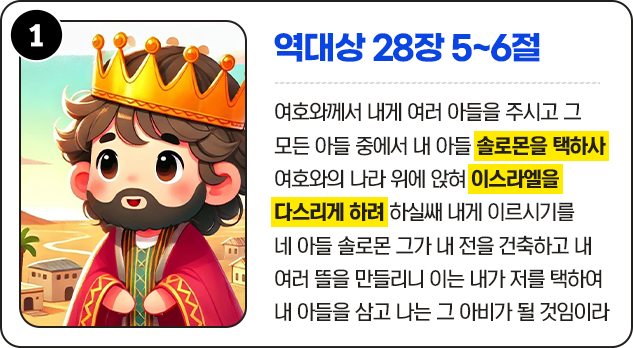 1
역대상 28장 5~6절
여호와께서 내게 여러 아들을 주시고 그
모든 아들 중에서 내 아들 솔로몬을 택하사
여호와의 나라 위에 앉혀 이스라엘을
다스리게 하려 하실쌔 내게 이르시기를
네 아들 솔로몬 그가 내 전을 건축하고 내
여러 뜰을 만들리니 이는 내가 저를 택하여
내 아들을 삼고 나는 그 아비가 될 것임이라